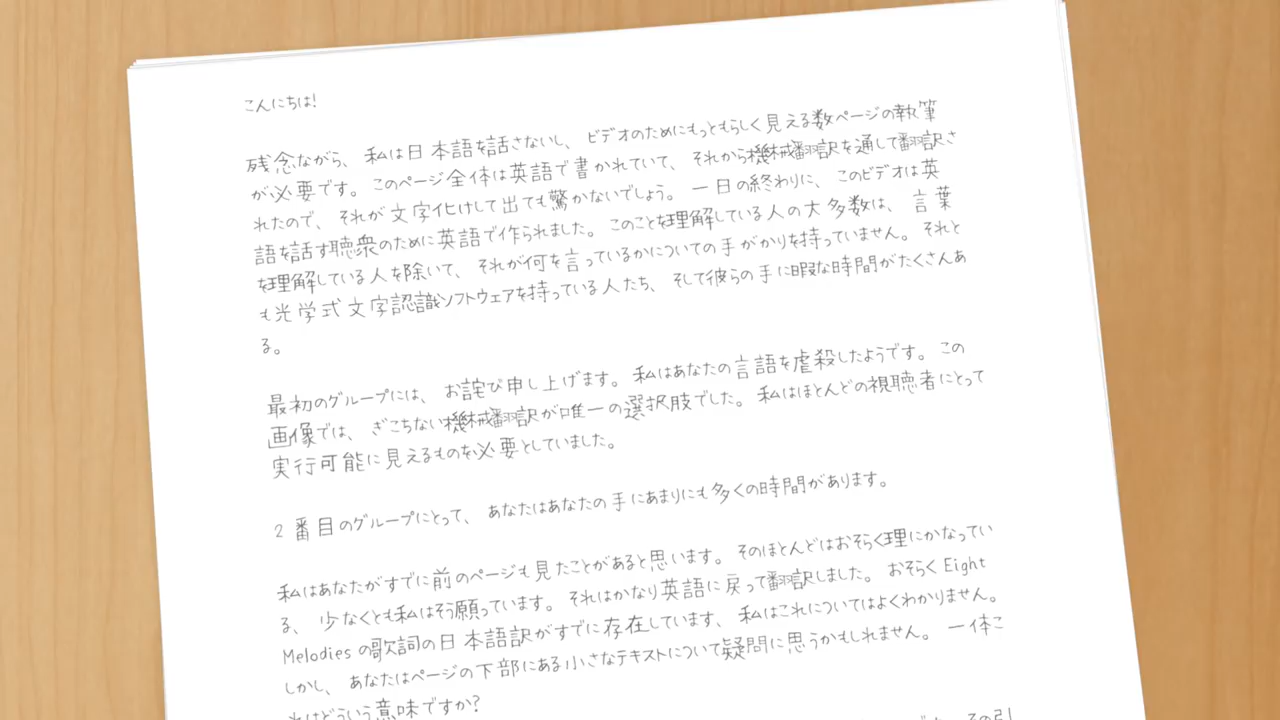 こんにちは!
残念ながら、私は日本語を話さないし、ビデオのためにもっともらしく見える数ページの執筆
が必要です。このページ全体は英語で書かれていて、それから機械翻訳を通して翻訳さ
れたので、それが文字化けして出ても驚かないでしょう。一日の終わりに、このビデオは英
語を話す聴衆のために英語で作られました。このことを理解している人の大多数は、言葉
を理解している人を除いて、それが何を言っているかについての手がかりを持っていません。それと
も光学式文字認識ソフトウェアを持っている人たち、そして彼らの手に暇な時間がたくさんあ
る。
最初のグループには、お詫び申し上げます。私はあなたの言語を虐殺したようです。この
画像では、ぎこちない機械翻訳が唯一の選択肢でした。私はほとんどの視聴者にとって
実行可能に見えるものを必要としていました。
2番目のグループにとって、あなたはあなたの手にあまりにも多くの時間があります。
私はあなたがすでに前のページも見たことがあると思います。そのほとんどはおそらく理にかなってい
る、少なくとも私はそう願っています。それはかなり英語に戻って翻訳しました。おそらくEight
Melodiesの歌詞の日本語訳がすでに存在しています、私はこれについてはよくわかりません。
しかし、あなたはページの下部にある小さなテキストについて疑問に思うかもしれません。一体こ
れはどういう意味ですか?
その引